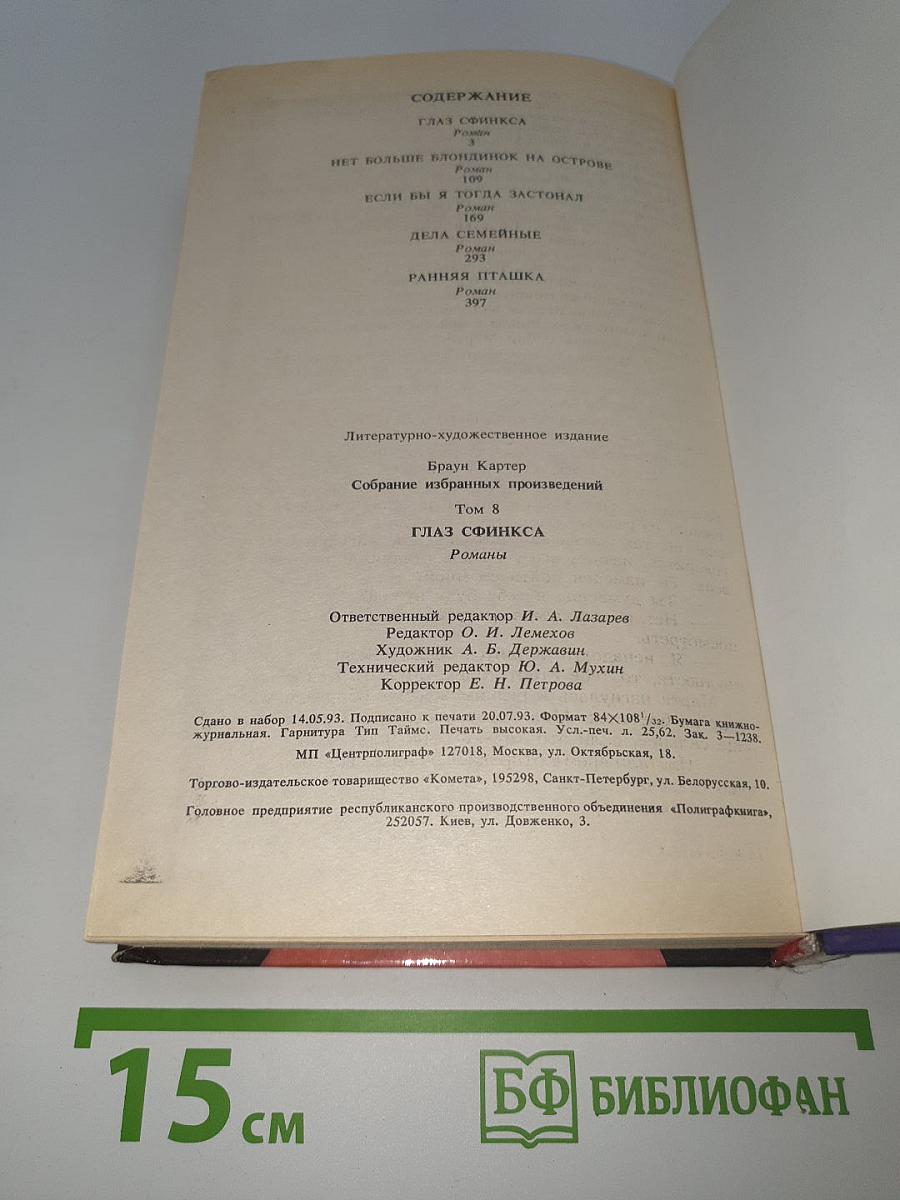 СОДЕРЖАНИЕ
ГЛАЗ СФИНКСА
Роман
3
НЕТ БОЛЬШЕ БЛОНДИНОК НА ОСТРОВЕ
Роман
109
ЕСЛИ БЫ Я ТОГДА ЗАСТОНАЛ
Роман
169
ДЕЛА СЕМЕЙНЫЕ
Роман
293
РАННЯЯ ПТАШКА
Роман
397
Литературно-художественное издание
Браун Картер
Собрание избранных произведений
Том 8
ГЛАЗ СФИНКСА
Романы
Ответственный редактор И. А. Лазарев
Редактор О. И. Лемехов
Художник А. Б. Державин
Технический редактор Ю. А. Мухин
Корректор Е. Н. Петрова
Сдано в набор 14.05.93. Подписано к печати 20.07.93. Формат 84×108 1/32. Бумага книжно-
журнальная. Гарнитура Тип Таймс. Печать высокая. Усл.-печ. л. 25,62. Зак. 3—1238.
МП «Центрполиграф» 127018, Москва, ул. Октябрьская, 18.
Торгово-издательское товарищество «Комета», 195298, Санкт-Петербург, ул. Белорусская, 10.
Головное предприятие республиканского производственного объединения «Полиграфкнига»,
252057. Киев, ул. Довженко, 3.
15 см
БФ БИБЛИОФАН